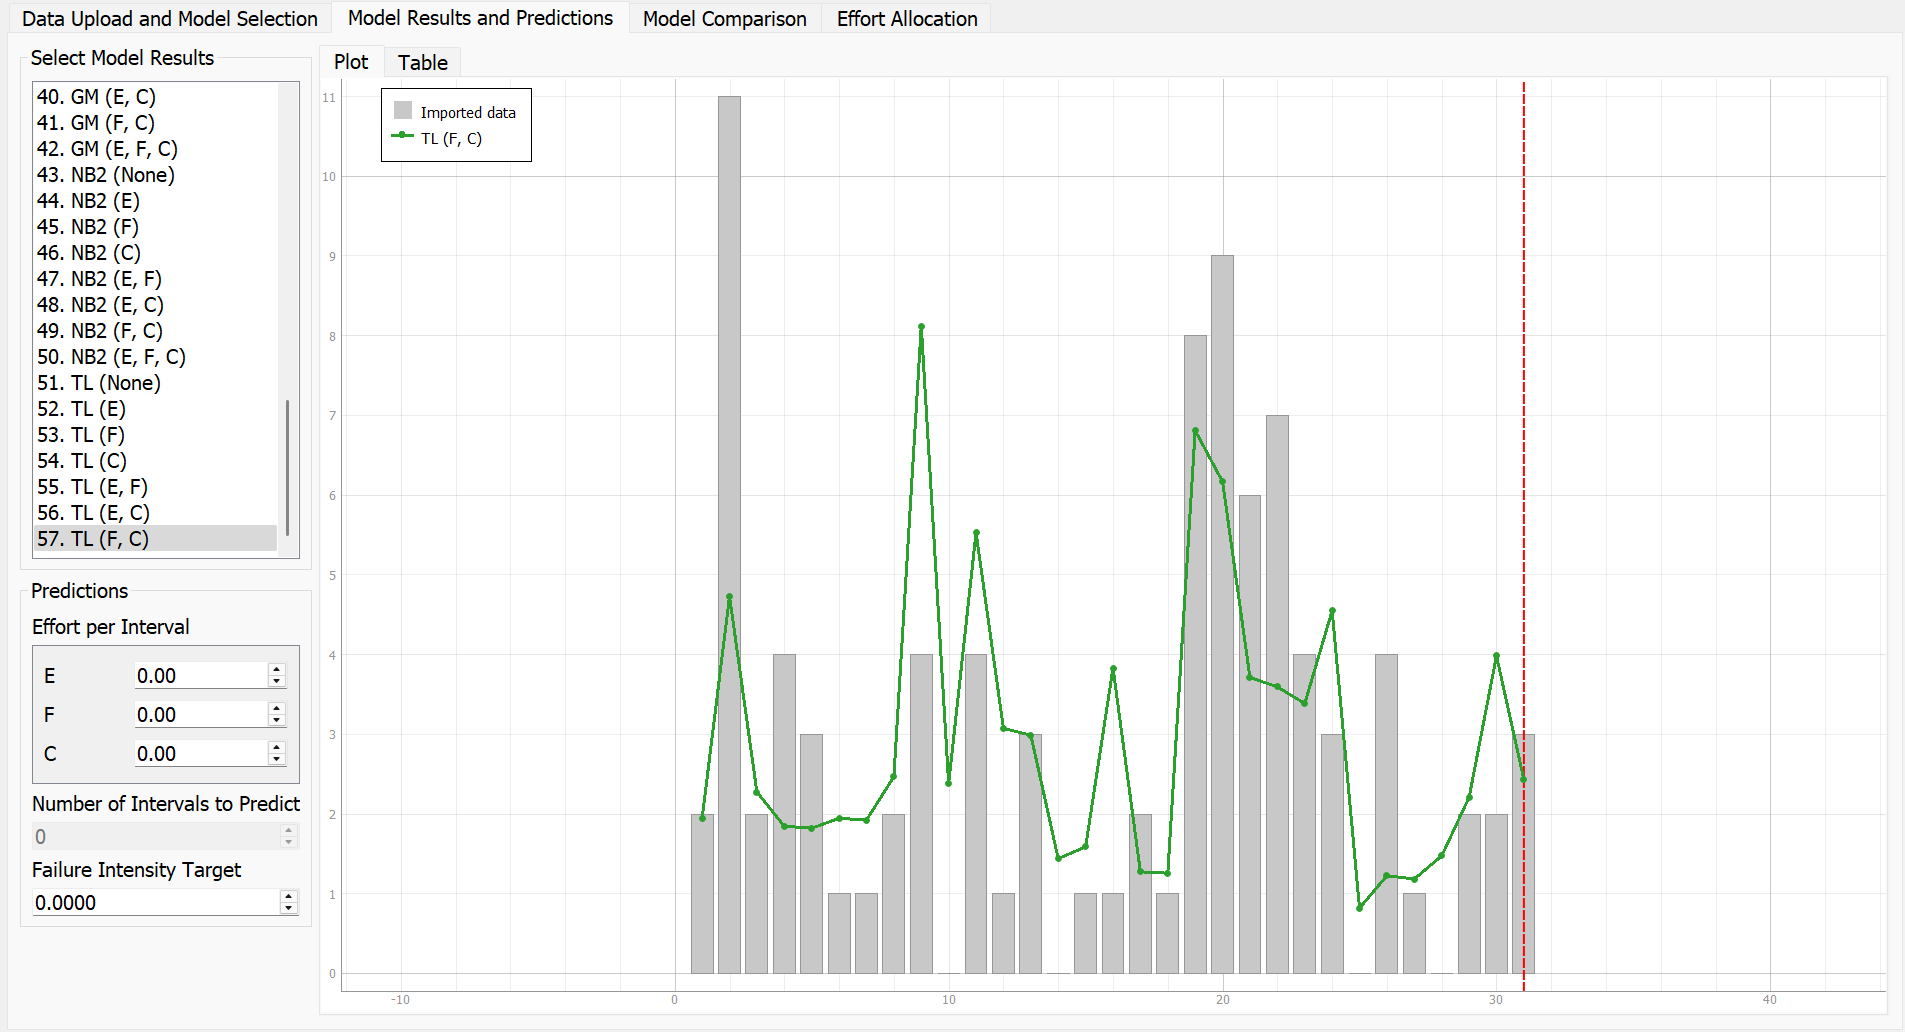 Data Upload and Model Selection
Model Results and Predictions
Model Comparison
Effort Allocation
Select Model Results
40. GM (E, C)
41. GM (F, C)
42. GM (E, F, C)
43. NB2 (None)
44. NB2 (E)
45. NB2 (F)
46. NB2 (C)
47. NB2 (E, F)
48. NB2 (E, C)
49. NB2 (F, C)
50. NB2 (E, F, C)
51. TL (None)
52. TL (E)
53. TL (F)
54. TL (C)
55. TL (E, F)
56. TL (E, C)
57. TL (F, C)
Predictions
Effort per Interval
E 0.00
F 0.00
C 0.00
Number of Intervals to Predict
0
Failure Intensity Target
0.0000
Plot
Table
Imported data
TL (F, C)
11
10
9
8
7
6
5
4
3
2
1
0
-10
0
10
20
30
40